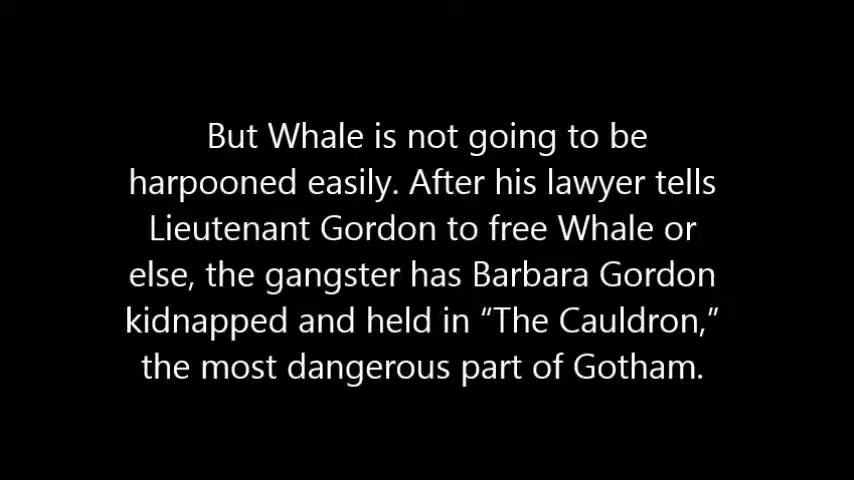 But Whale is not going to be
harpooned easily. After his lawyer tells
Lieutenant Gordon to free Whale or
else, the gangster has Barbara Gordon
kidnapped and held in “The Cauldron,”
the most dangerous part of Gotham.